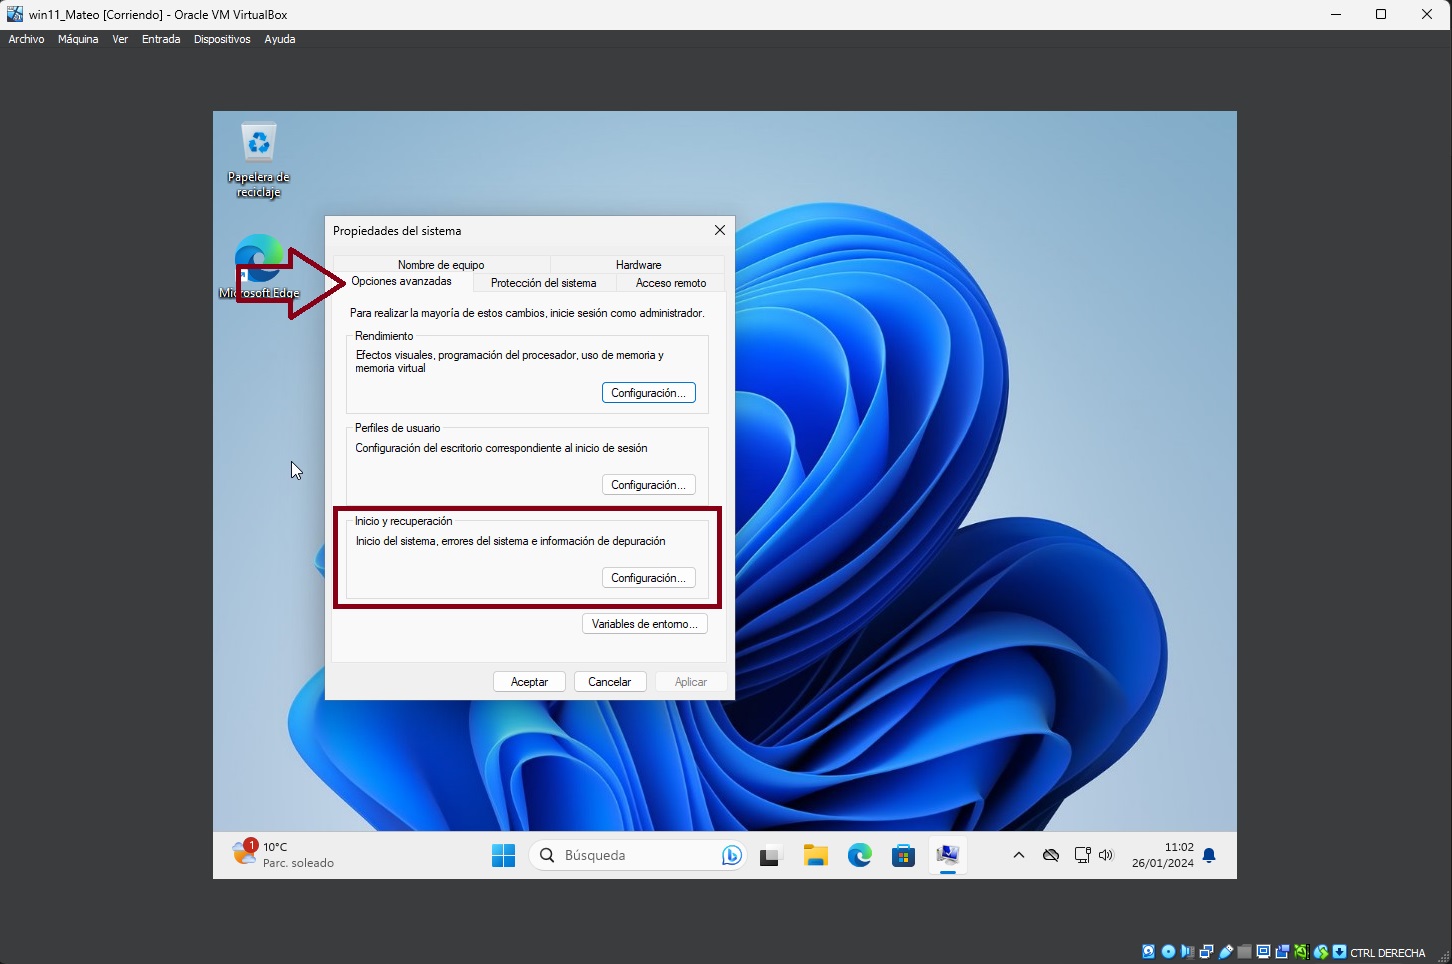 win11_Mateo [Corriendo] - Oracle VM VirtualBox
Archivo Máquina Ver Entrada Dispositivos Ayuda
Papelera de
reciclaje
Microsoft Edge
Propiedades del sistema
Nombre de equipo Hardware
Opciones avanzadas Protección del sistema Acceso remoto
Para realizar la mayoría de estos cambios, inicie sesión como administrador.
Rendimiento
Efectos visuales, programación del procesador, uso de memoria y
memoria virtual
Configuración...
Perfiles de usuario
Configuración del escritorio correspondiente al inicio de sesión
Configuración...
Inicio y recuperación
Inicio del sistema, errores del sistema e información de depuración
Configuración...
Variables de entorno...
Aceptar Cancelar Aplicar
1
10°C
Parc. soleado
Búsqueda
11:02
26/01/2024
CTRL DERECHA